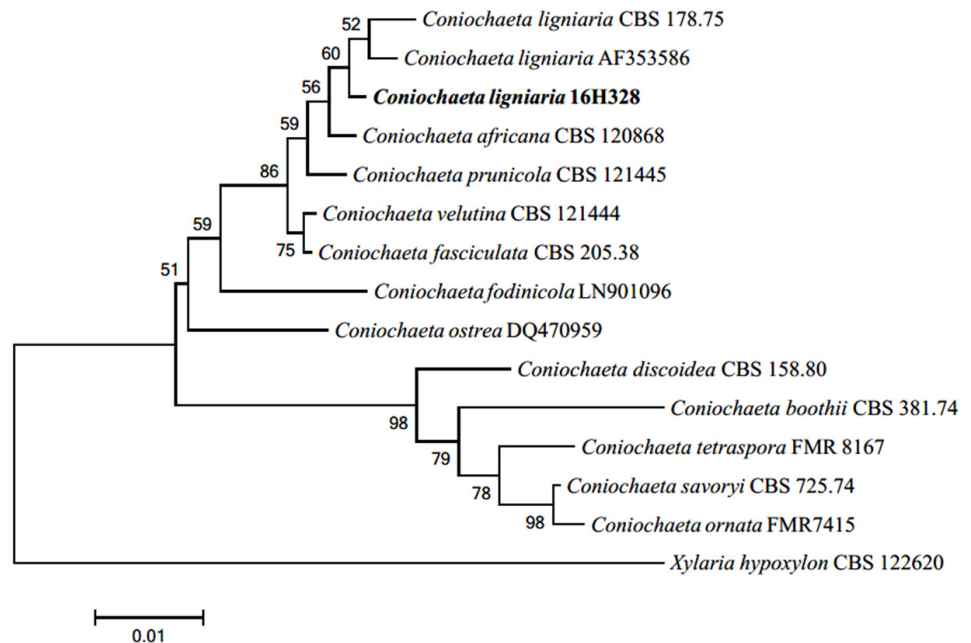 52
Coniochaeta ligniaria CBS 178.75
60
Coniochaeta ligniaria AF353586
56
Coniochaeta ligniaria 16H328
59
Coniochaeta africana CBS 120868
86
Coniochaeta prunicola CBS 121445
Coniochaeta velutina CBS 121444
59
75
Coniochaeta fasciculata CBS 205.38
51
Coniochaeta fodinicola LN901096
Coniochaeta ostrea DQ470959
Coniochaeta discoidea CBS 158.80
98
Coniochaeta boothii CBS 381.74
79
Coniochaeta tetraspora FMR 8167
78
Coniochaeta savoryi CBS 725.74
98
Coniochaeta ornata FMR7415
Xylaria hypoxylon CBS 122620
0.01